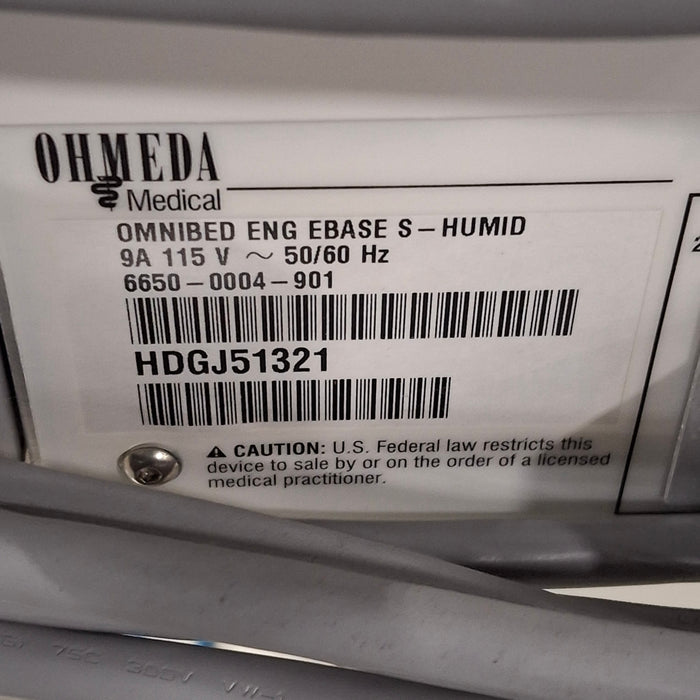 OHMEDA
Medical
OMNIBED ENG EBASE S-HUMID
9A 115 V ~ 50/60 Hz
6650-0004-901
HDGJ51321
⚠ CAUTION: U.S. Federal law restricts this
device to sale by or on the order of a licensed
medical practitioner.
300V